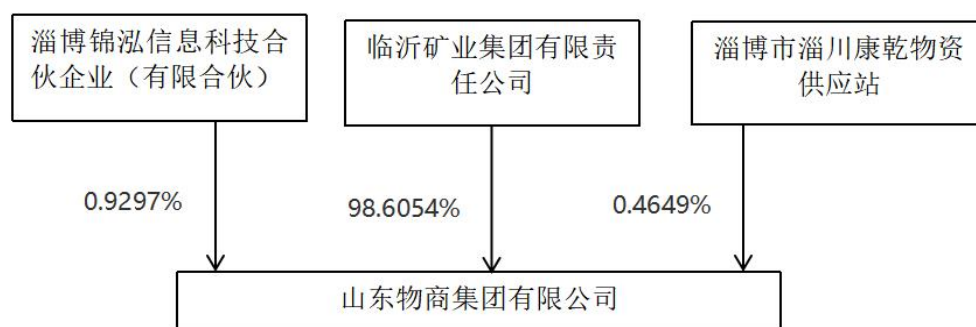 淄博锦泓信息科技合
伙企业（有限合伙）
临沂矿业集团有限责
任公司
淄博市淄川康乾物资
供应站
0.9297%
98.6054%
0.4649%
山东物商集团有限公司